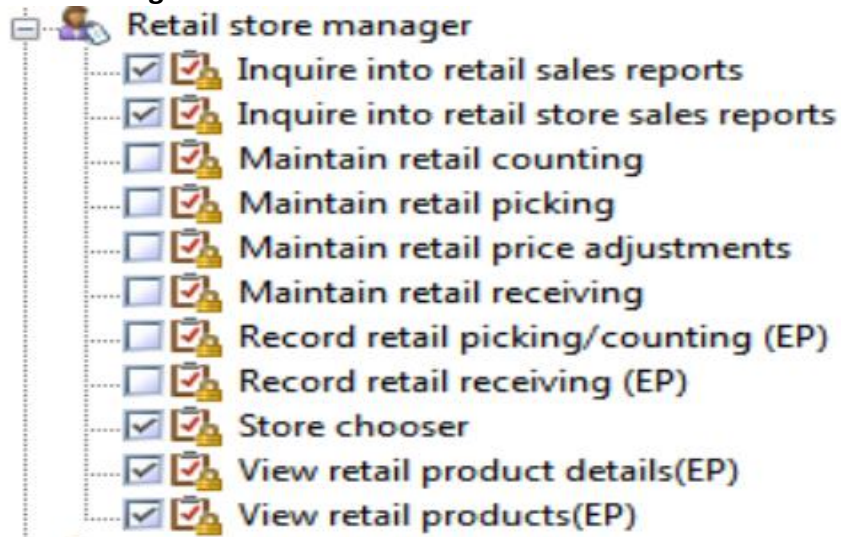 Retail store manager
Inquire into retail sales reports
Inquire into retail store sales reports
Maintain retail counting
Maintain retail picking
Maintain retail price adjustments
Maintain retail receiving
Record retail picking/counting (EP)
Record retail receiving (EP)
Store chooser
View retail product details(EP)
View retail products(EP)